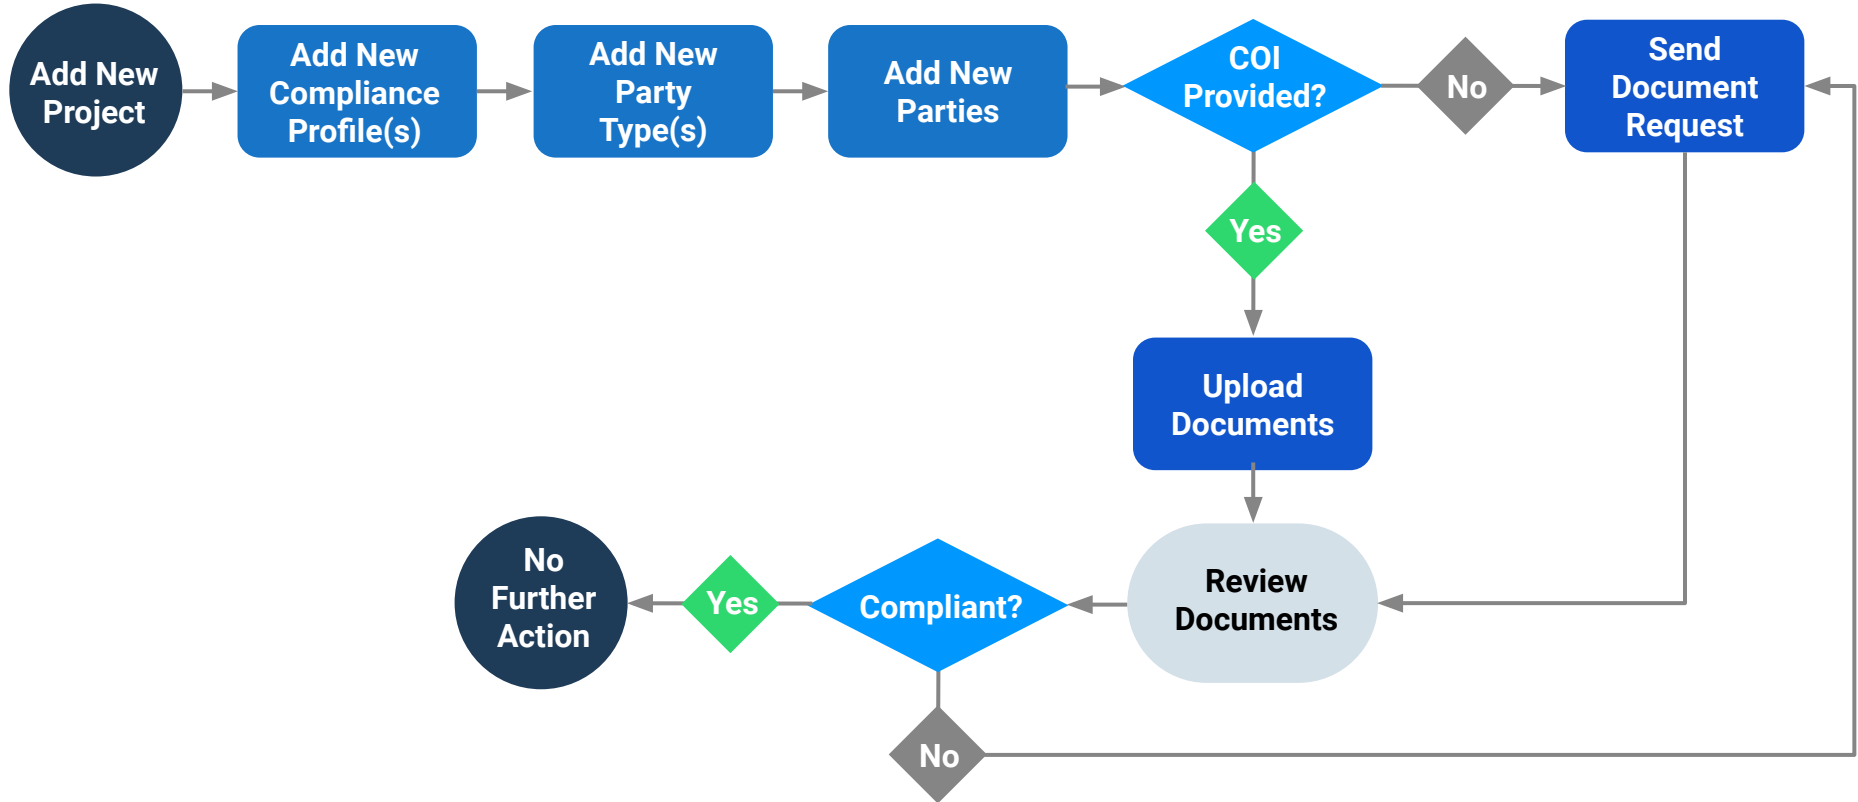 Add New
Project
Add New
Compliance
Profile(s)
Add New
Party
Type(s)
Add New
Parties
COI
Provided?
No
Send
Document
Request
Yes
Upload
Documents
Review
Documents
Compliant?
Yes
No
Further
Action
No